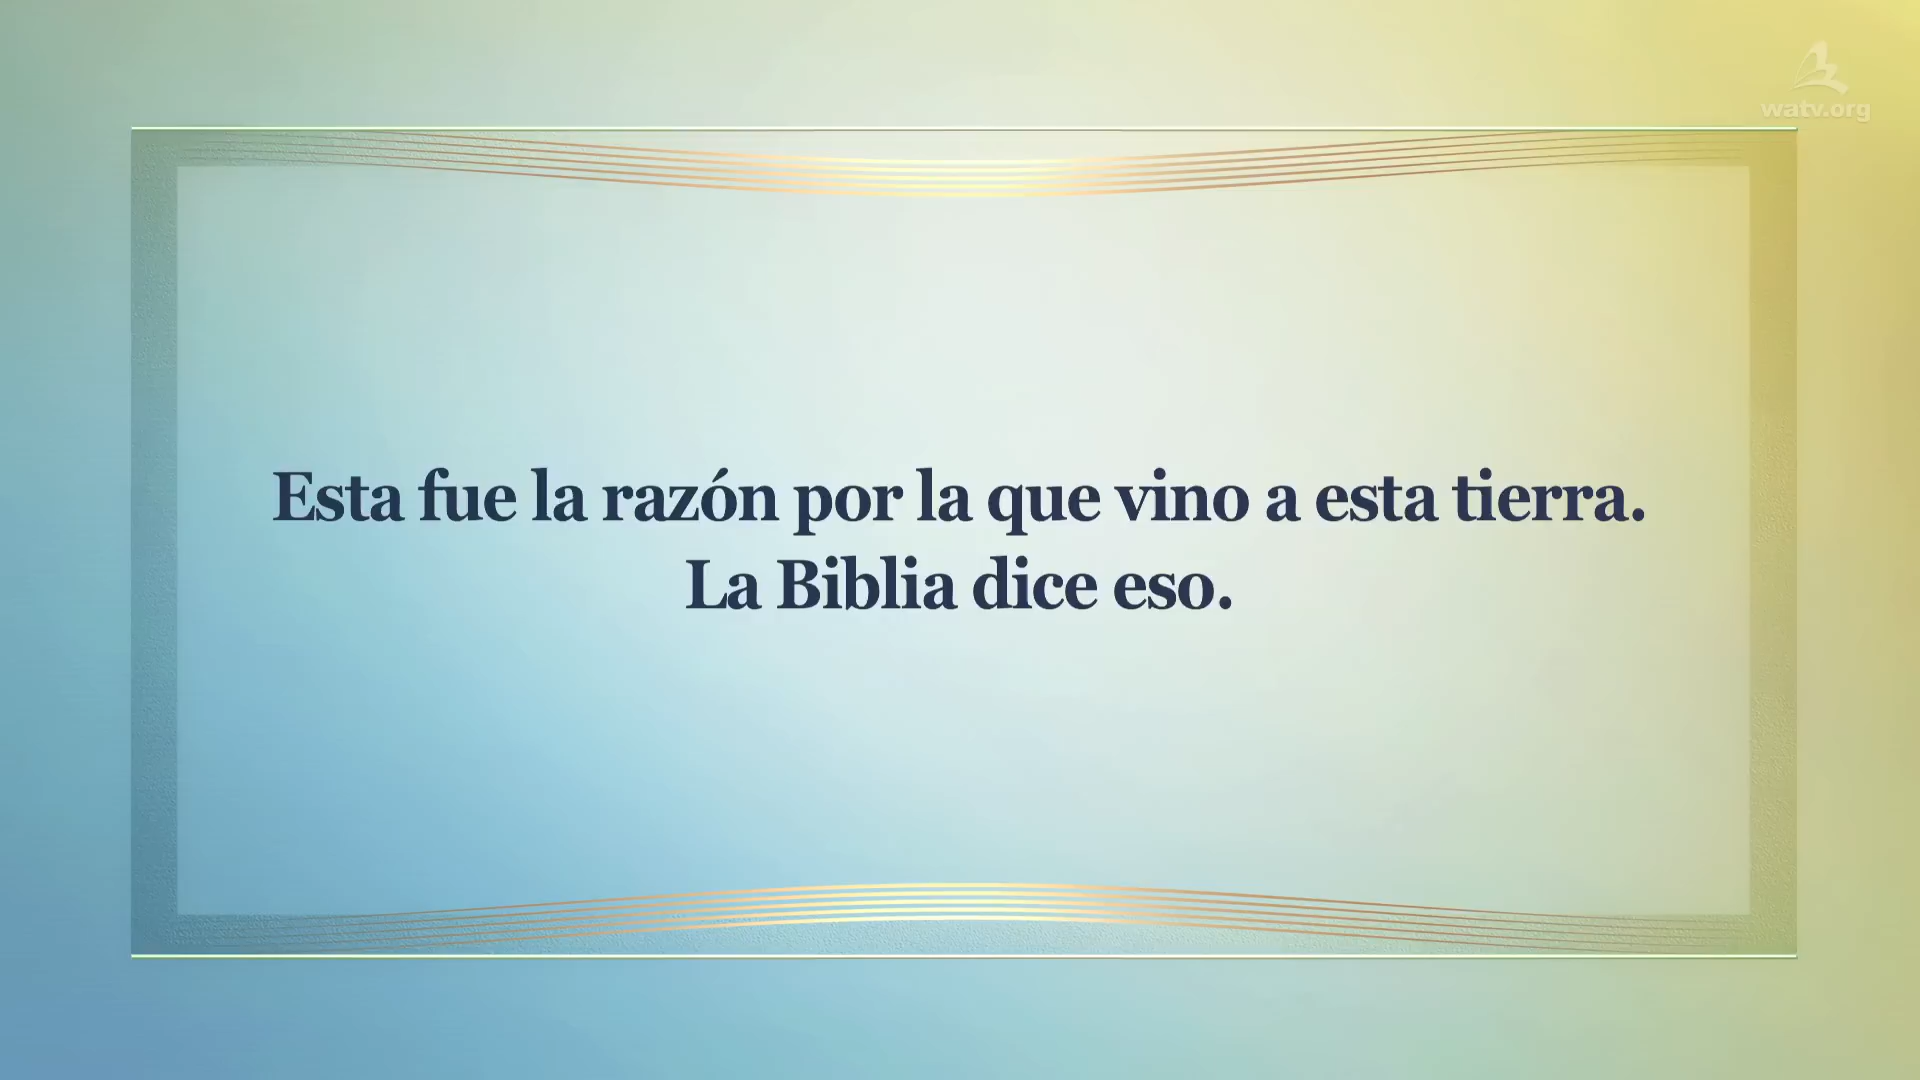 watv.org
Esta fue la razón por la que vino a esta tierra.
La Biblia dice eso.